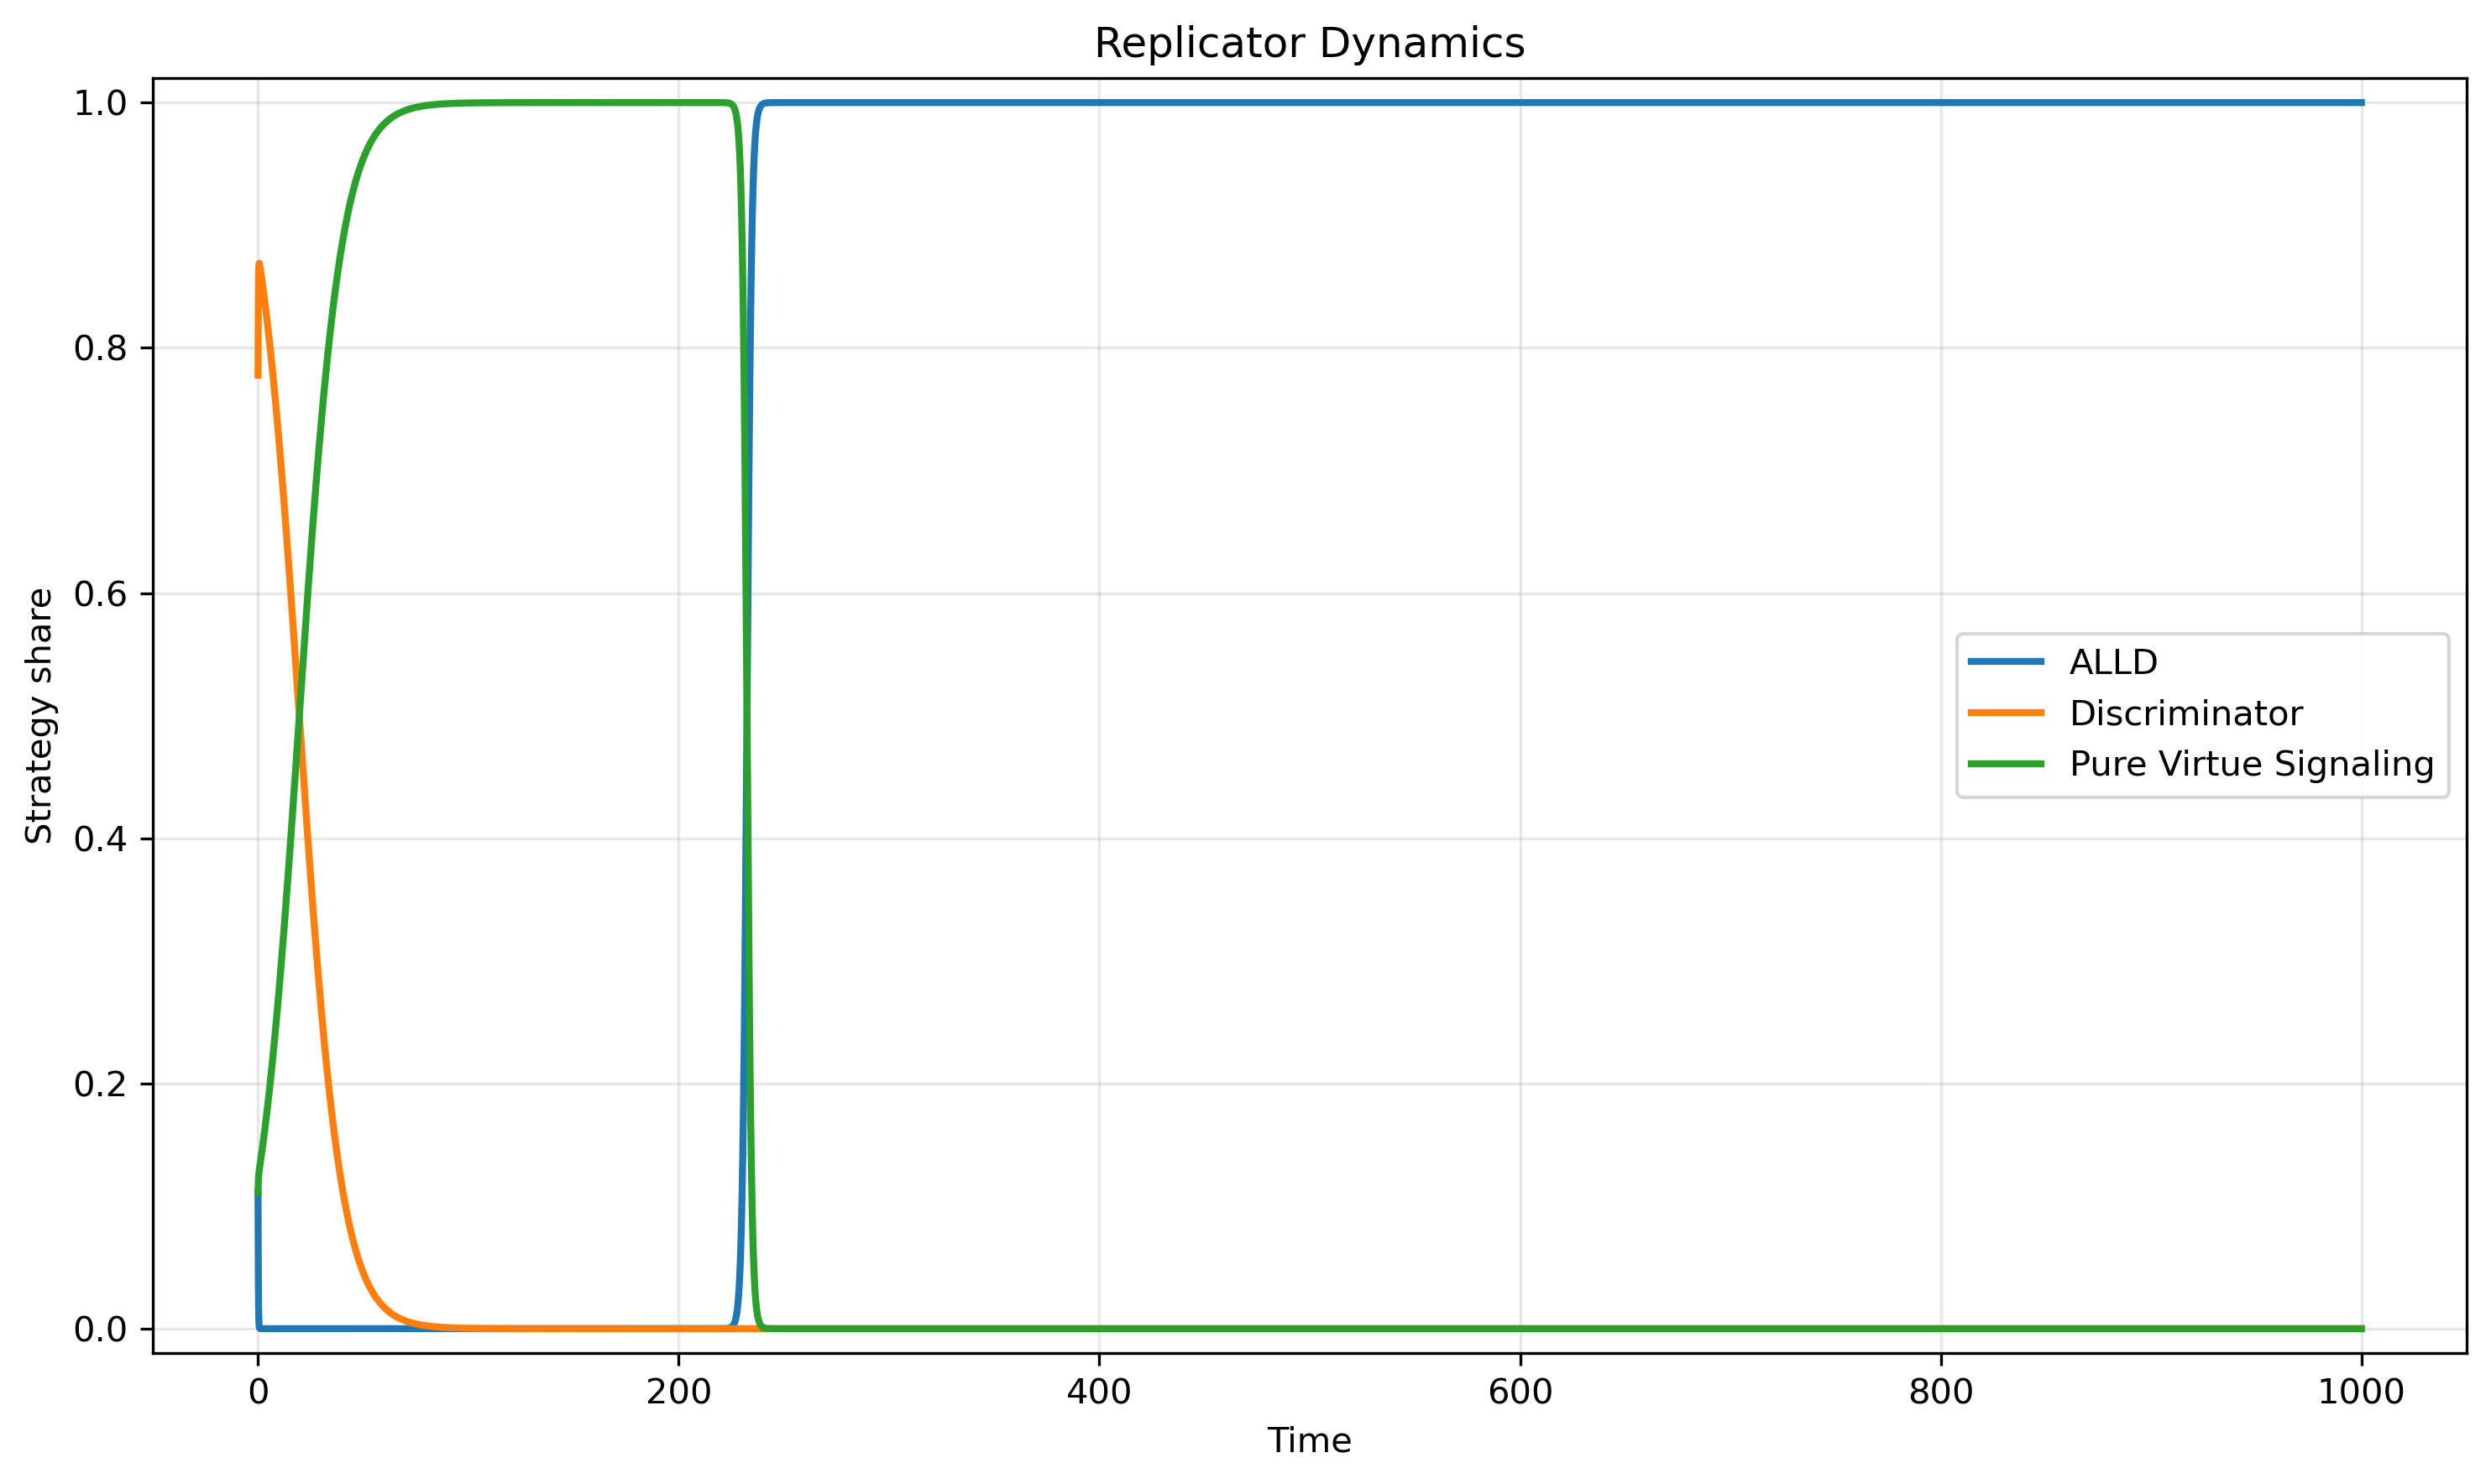 Replicator Dynamics
Strategy share
1.0
0.8
0.6
0.4
0.2
0.0
ALLD
Discriminator
Pure Virtue Signaling
0
200
400
600
800
1000
Time